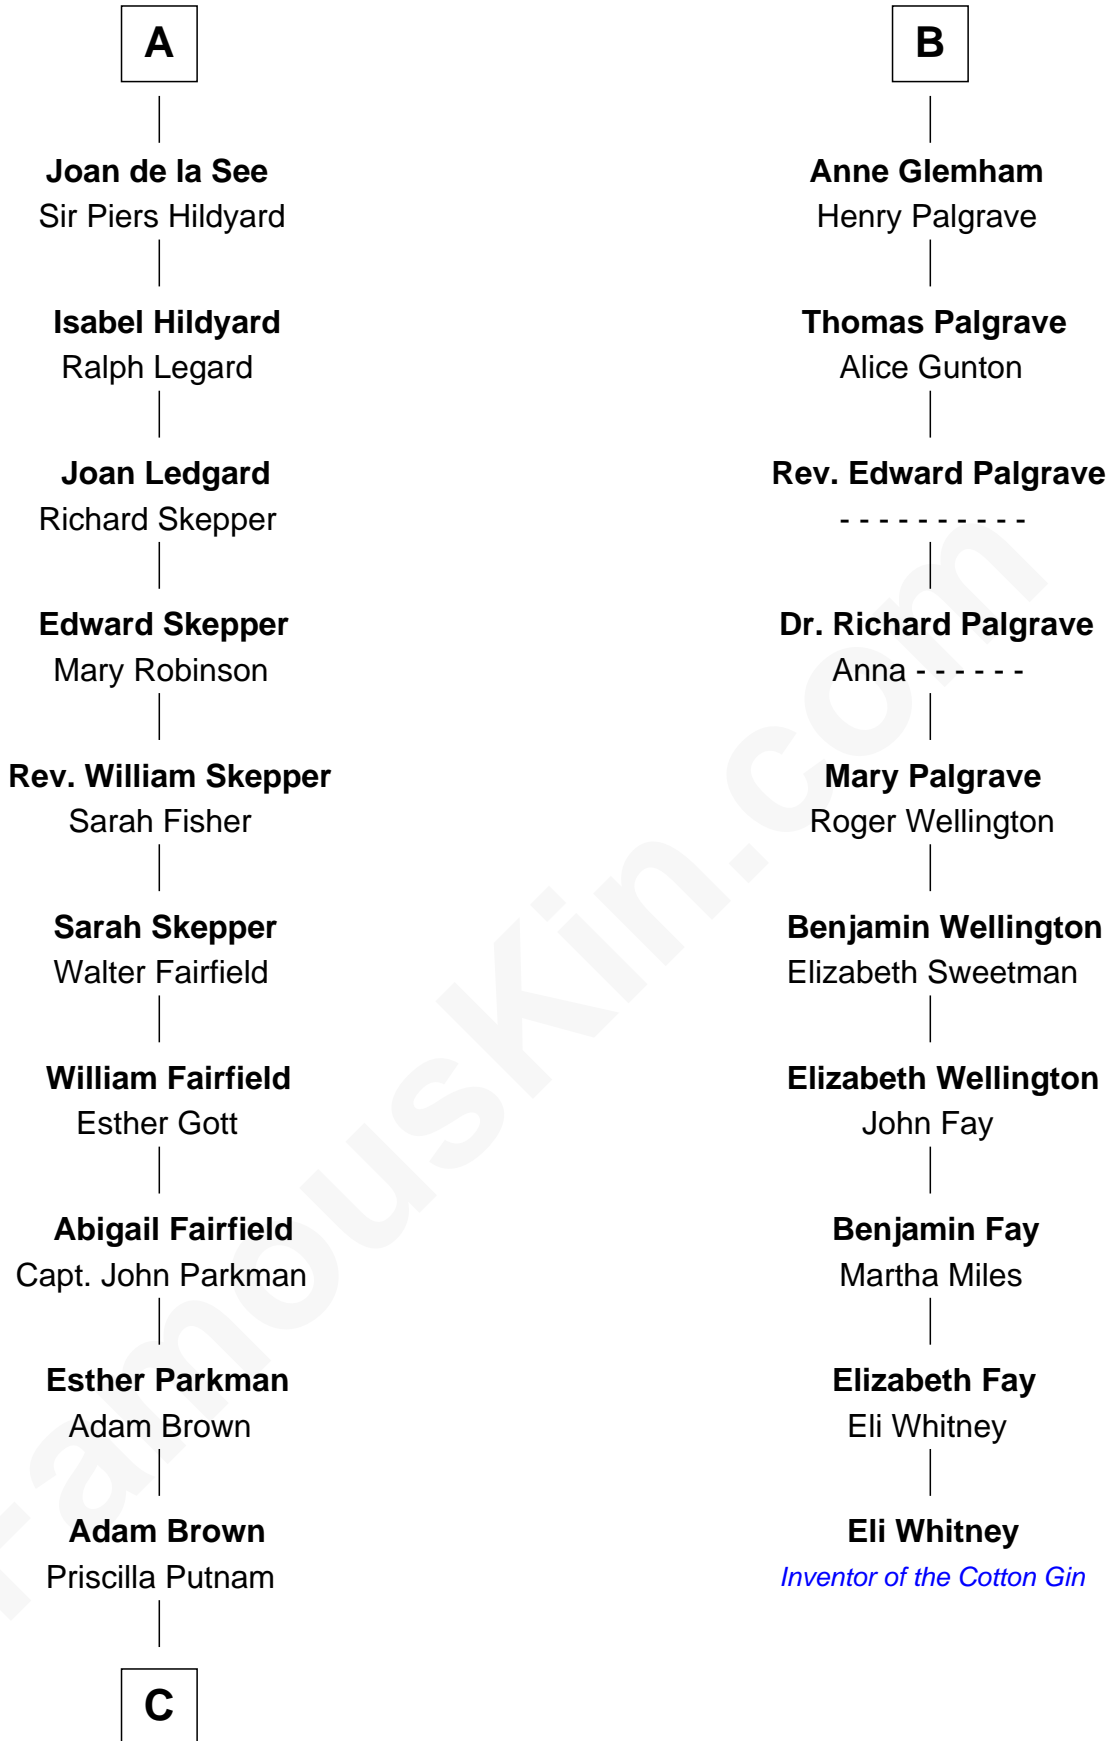 A
Joan de la See
Sir Piers Hildyard
Isabel Hildyard
Ralph Legard
Joan Ledgard
Richard Skepper
Edward Skepper
Mary Robinson
Rev. William Skepper
Sarah Fisher
Sarah Skepper
Walter Fairfield
William Fairfield
Esther Gott
Abigail Fairfield
Capt. John Parkman
Esther Parkman
Adam Brown
Adam Brown
Priscilla Putnam
C
B
Anne Glemham
Henry Palgrave
Thomas Palgrave
Alice Gunton
Rev. Edward Palgrave
- - - - - - - - - -
Dr. Richard Palgrave
Anna - - - - - -
Mary Palgrave
Roger Wellington
Benjamin Wellington
Elizabeth Sweetman
Elizabeth Wellington
John Fay
Benjamin Fay
Martha Miles
Elizabeth Fay
Eli Whitney
Eli Whitney
Inventor of the Cotton Gin
FamousKin.com